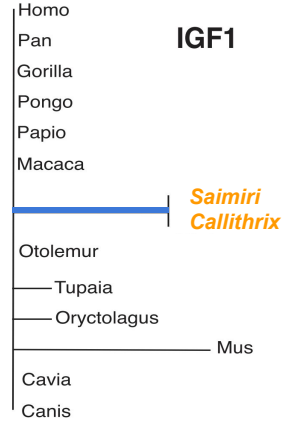 Homo
IGF1
Pan
Gorilla
Pongo
Papio
Macaca
Saimiri
Callithrix
Otolemur
Tupaia
Oryctolagus
Mus
Cavia
Canis